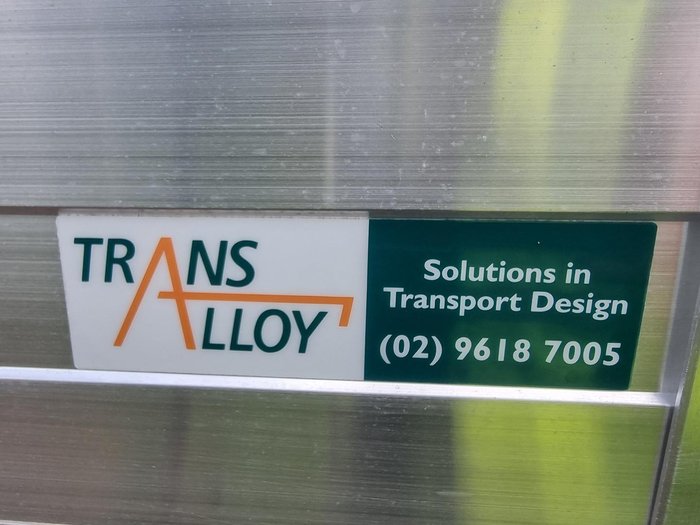 TRANS
ALLOY
Solutions in
Transport Design
(02) 9618 7005